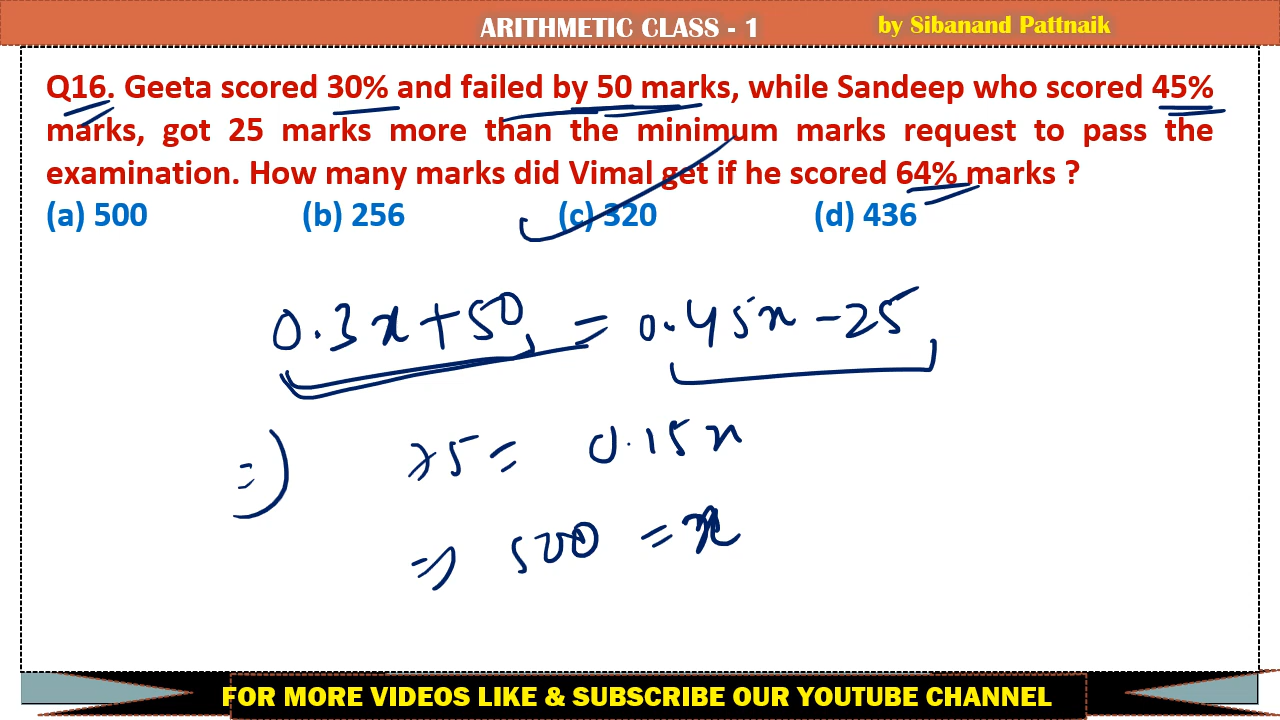 ARITHMETIC CLASS - 1
by Sibanand Pattnaik
Q16. Geeta scored 30% and failed by 50 marks, while Sandeep who scored 45%
marks, got 25 marks more than the minimum marks request to pass the
examination. How many marks did Vimal get if he scored 64% marks ?
(a) 500 (b) 256 (c) 320 (d) 436
0.3x+50 = 0.45x-25
=) 75 = 0.15x
=> 500 = x
FOR MORE VIDEOS LIKE & SUBSCRIBE OUR YOUTUBE CHANNEL